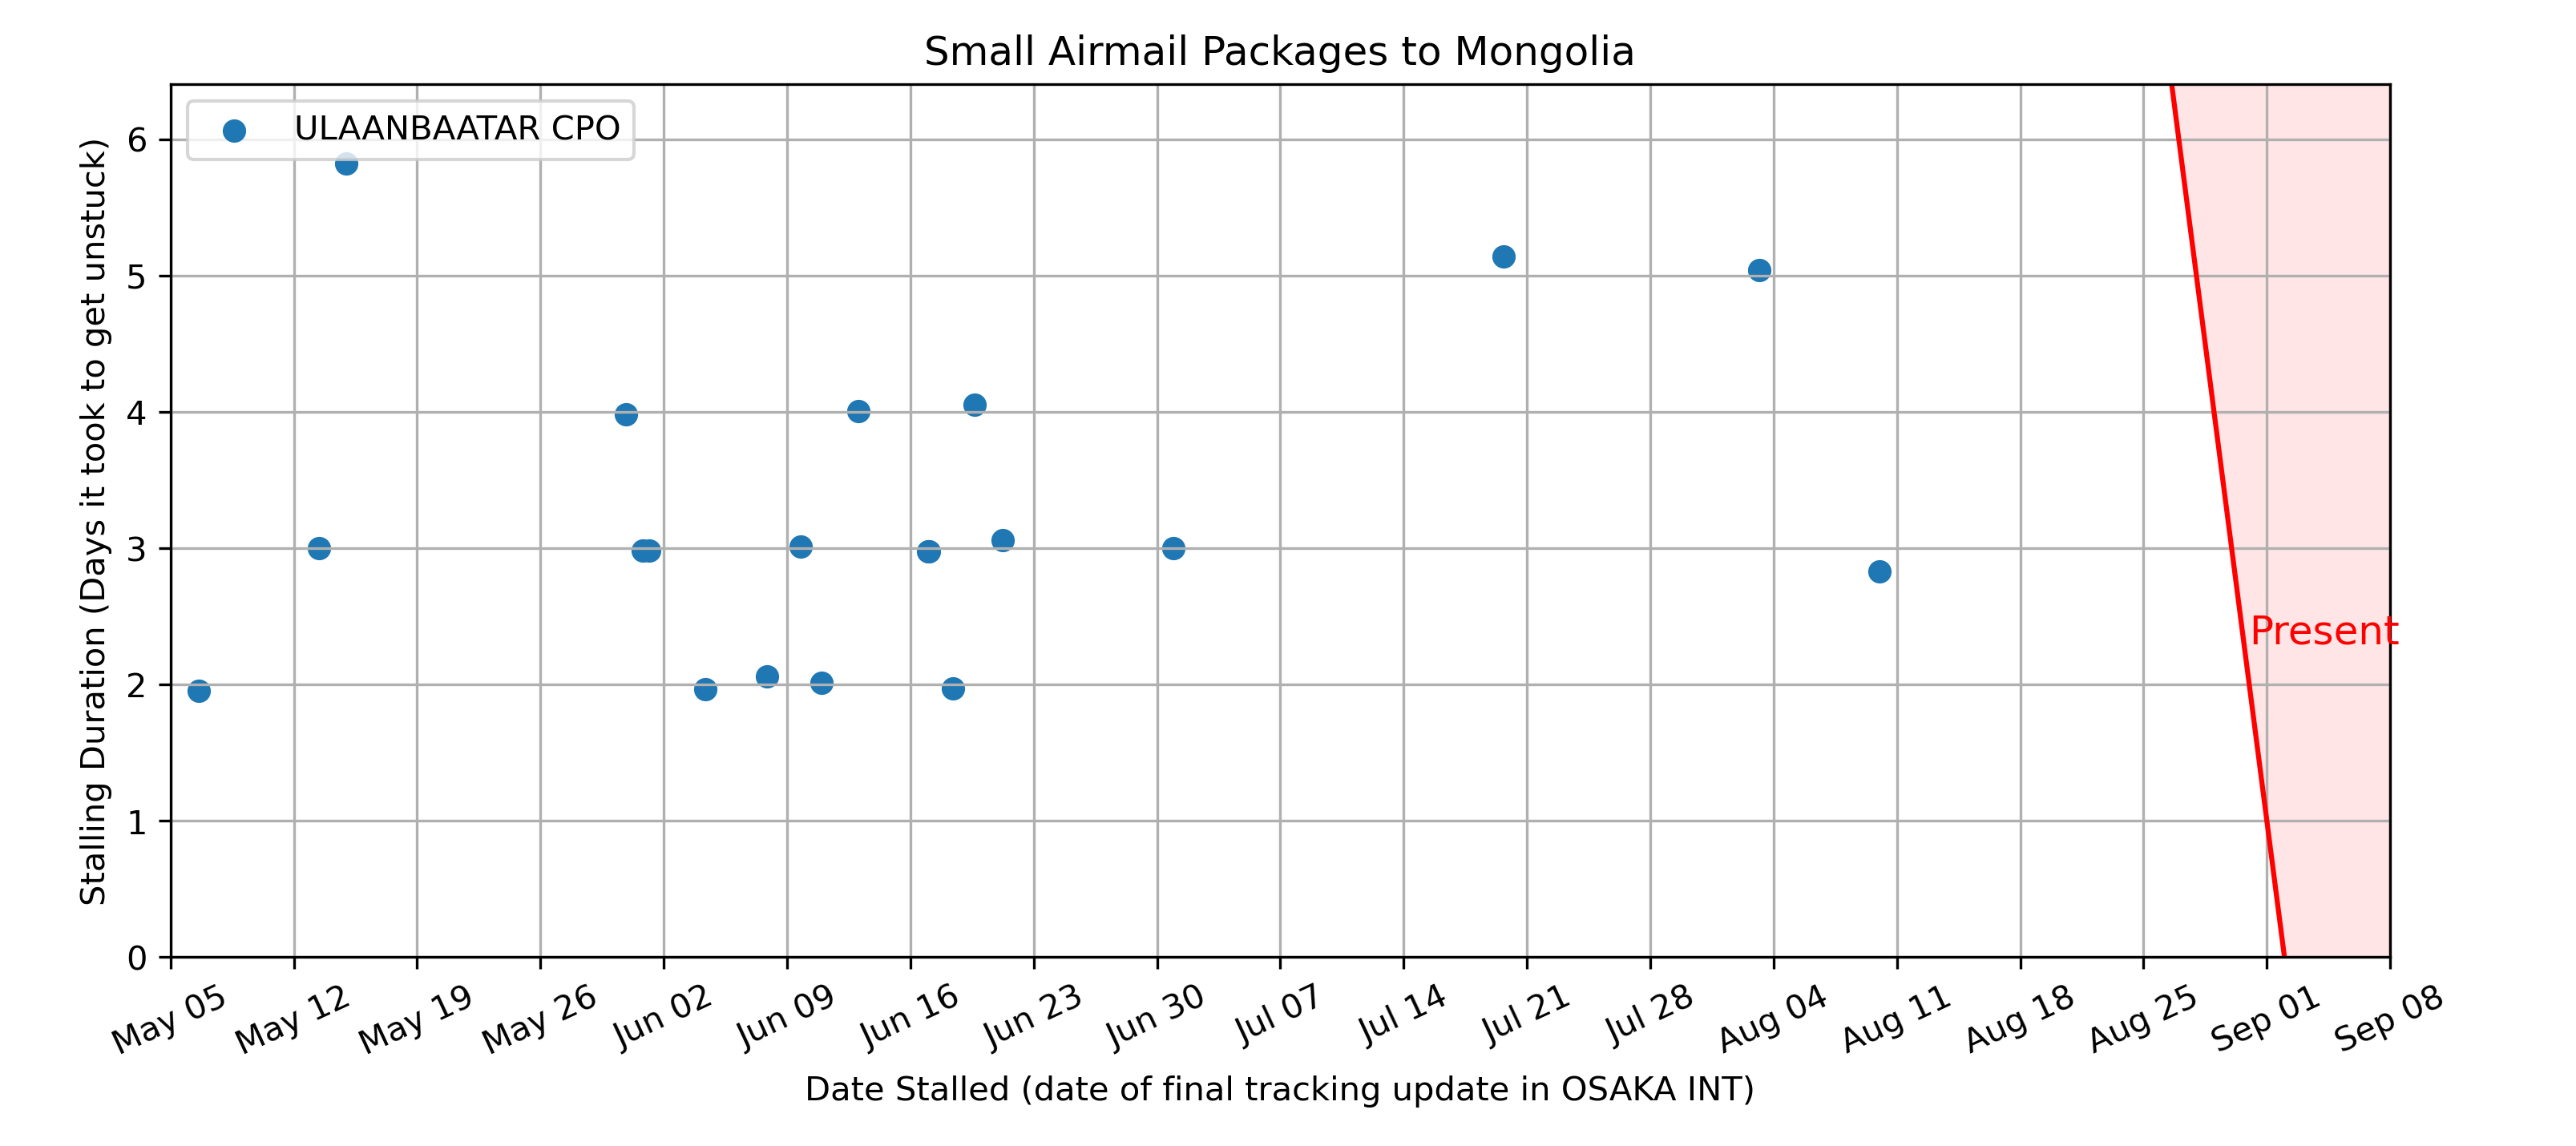 Small Airmail Packages to Mongolia
ULAANBAATAR CPO
Stalling Duration (Days it took to get unstuck)
6
5
4
3
2
1
0
Present
May 05
May 12
May 19
May 26
Jun 02
Jun 09
Jun 16
Jun 23
Jun 30
Jul 07
Jul 14
Jul 21
Jul 28
Aug 04
Aug 11
Aug 18
Aug 25
Sep 01
Sep 08
Date Stalled (date of final tracking update in OSAKA INT)